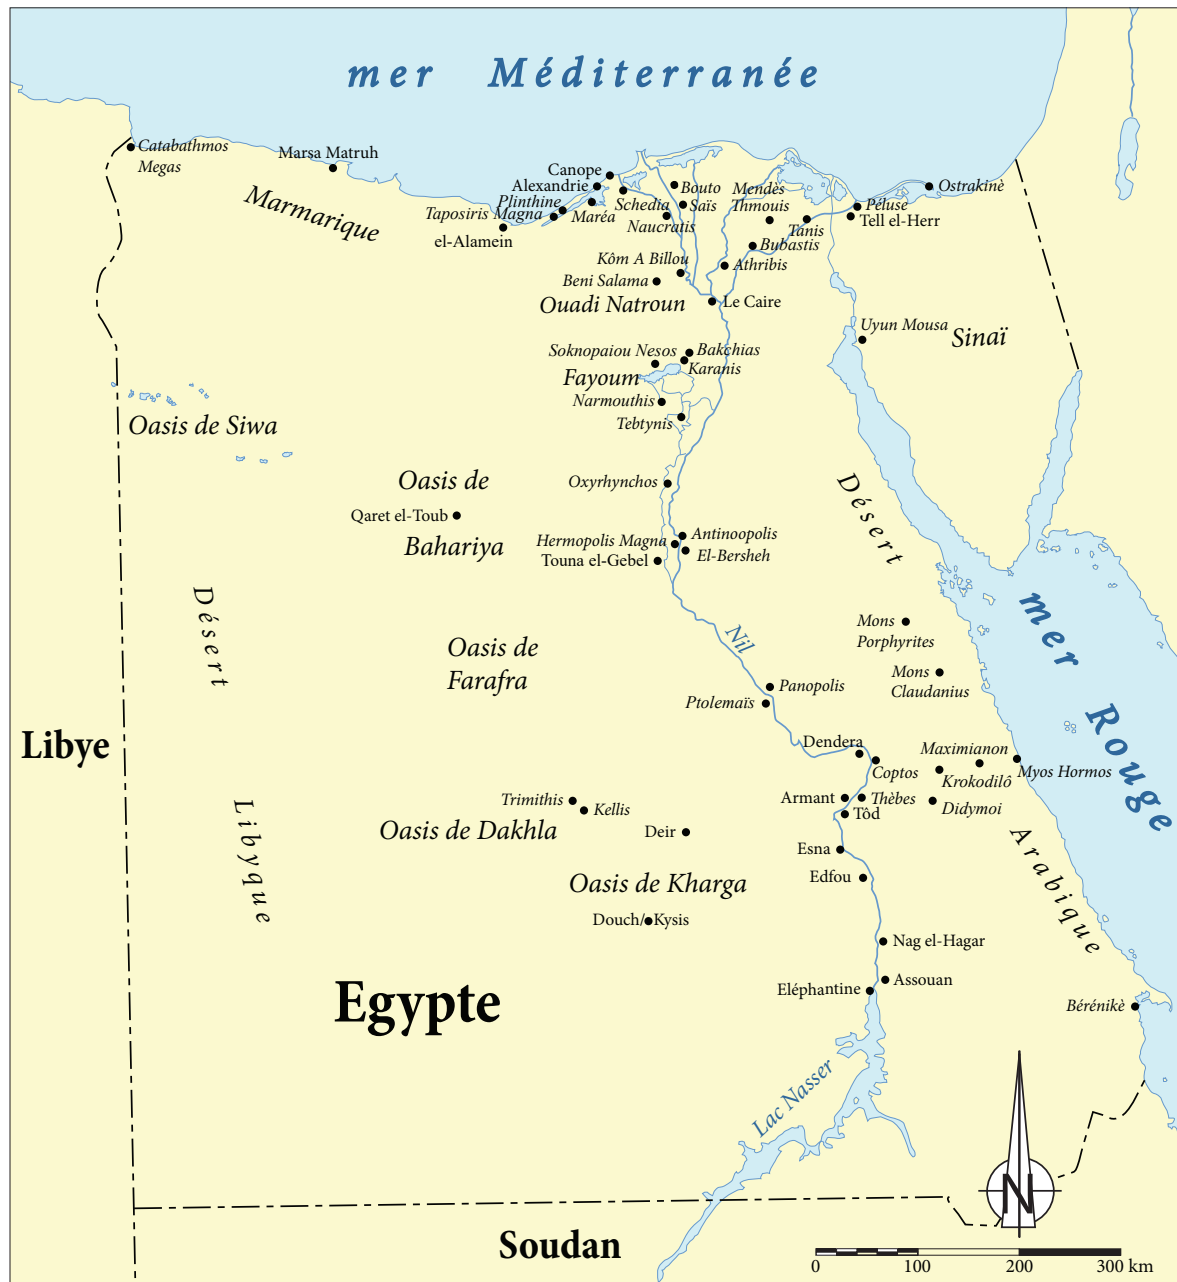 mer Méditerranée
Catabathmos
Megas
Marsa Matruh
Marmarique
Canope
Alexandrie
Plinthine
Taposiris Magna
el-Alamein
Maréa
Schedia
Bouto
Saïs
Naucratis
Mendès
Thmouis
Tanis
Bubastis
Athribis
Péluse
Tell el-Herr
Ostrakinè
Kôm A Billou
Beni Salama
Ouadi Natroun
Le Caire
Uyun Mousa
Sinaï
Soknopaiou Nesos
Bakchias
Karanis
Fayoum
Narmouthis
Tebtynis
Oasis de Siwa
Oasis de
Bahariya
Qaret el-Toub
Oxyrhynchos
Hermopolis Magna
Touna el-Gebel
Antinoopolis
El-Bersheh
Désert
Arabique
Désert
Libyque
mer Rouge
Nil
Oasis de
Farafra
Mons
Porphyrites
Mons
Claudanius
Panopolis
Ptolemaïs
Libye
Dendera
Coptos
Maximianon
Krokodilô
Myos Hormos
Didymoi
Armant
Thèbes
Tôd
Trimithis
Kellis
Oasis de Dakhla
Deir
Esna
Edfou
Oasis de Kharga
Douch/Kysis
Nag el-Hagar
Assouan
Eléphantine
Egypte
Bérénikè
Lac Nasser
N
Soudan
0 100 200 300 km